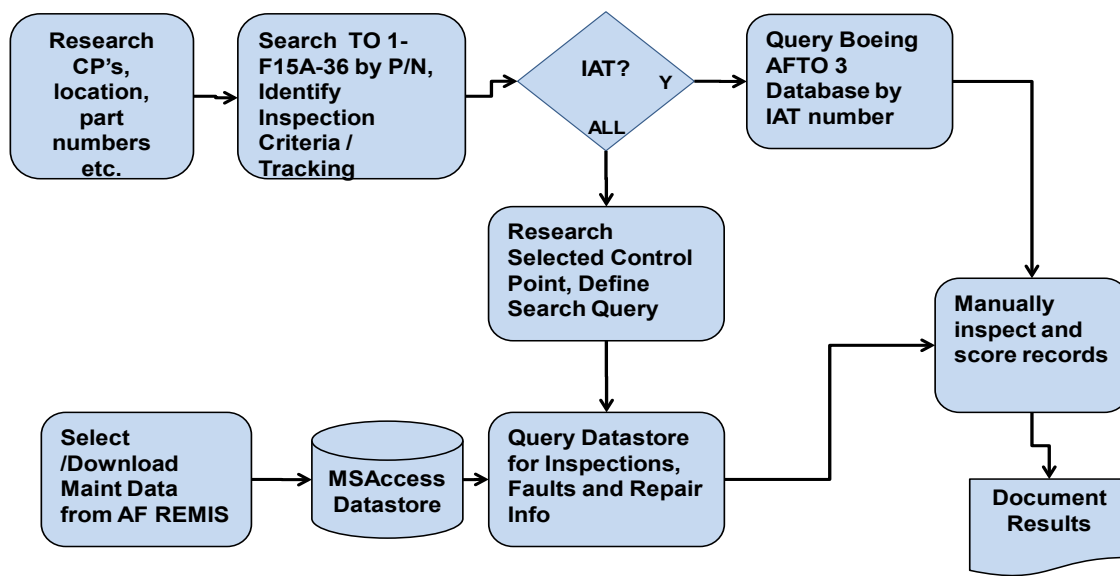 Research
CP's,
location,
part
numbers
etc.
Search TO 1-
F15A-36 by P/N,
Identify
Inspection
Criteria /
Tracking
IAT?
Y
ALL
Query Boeing
AFTO 3
Database by
IAT number
Research
Selected Control
Point, Define
Search Query
Manually
inspect and
score records
Select
/Download
Maint Data
from AF REMIS
MSAccess
Datastore
Query Datastore
for Inspections,
Faults and Repair
Info
Document
Results